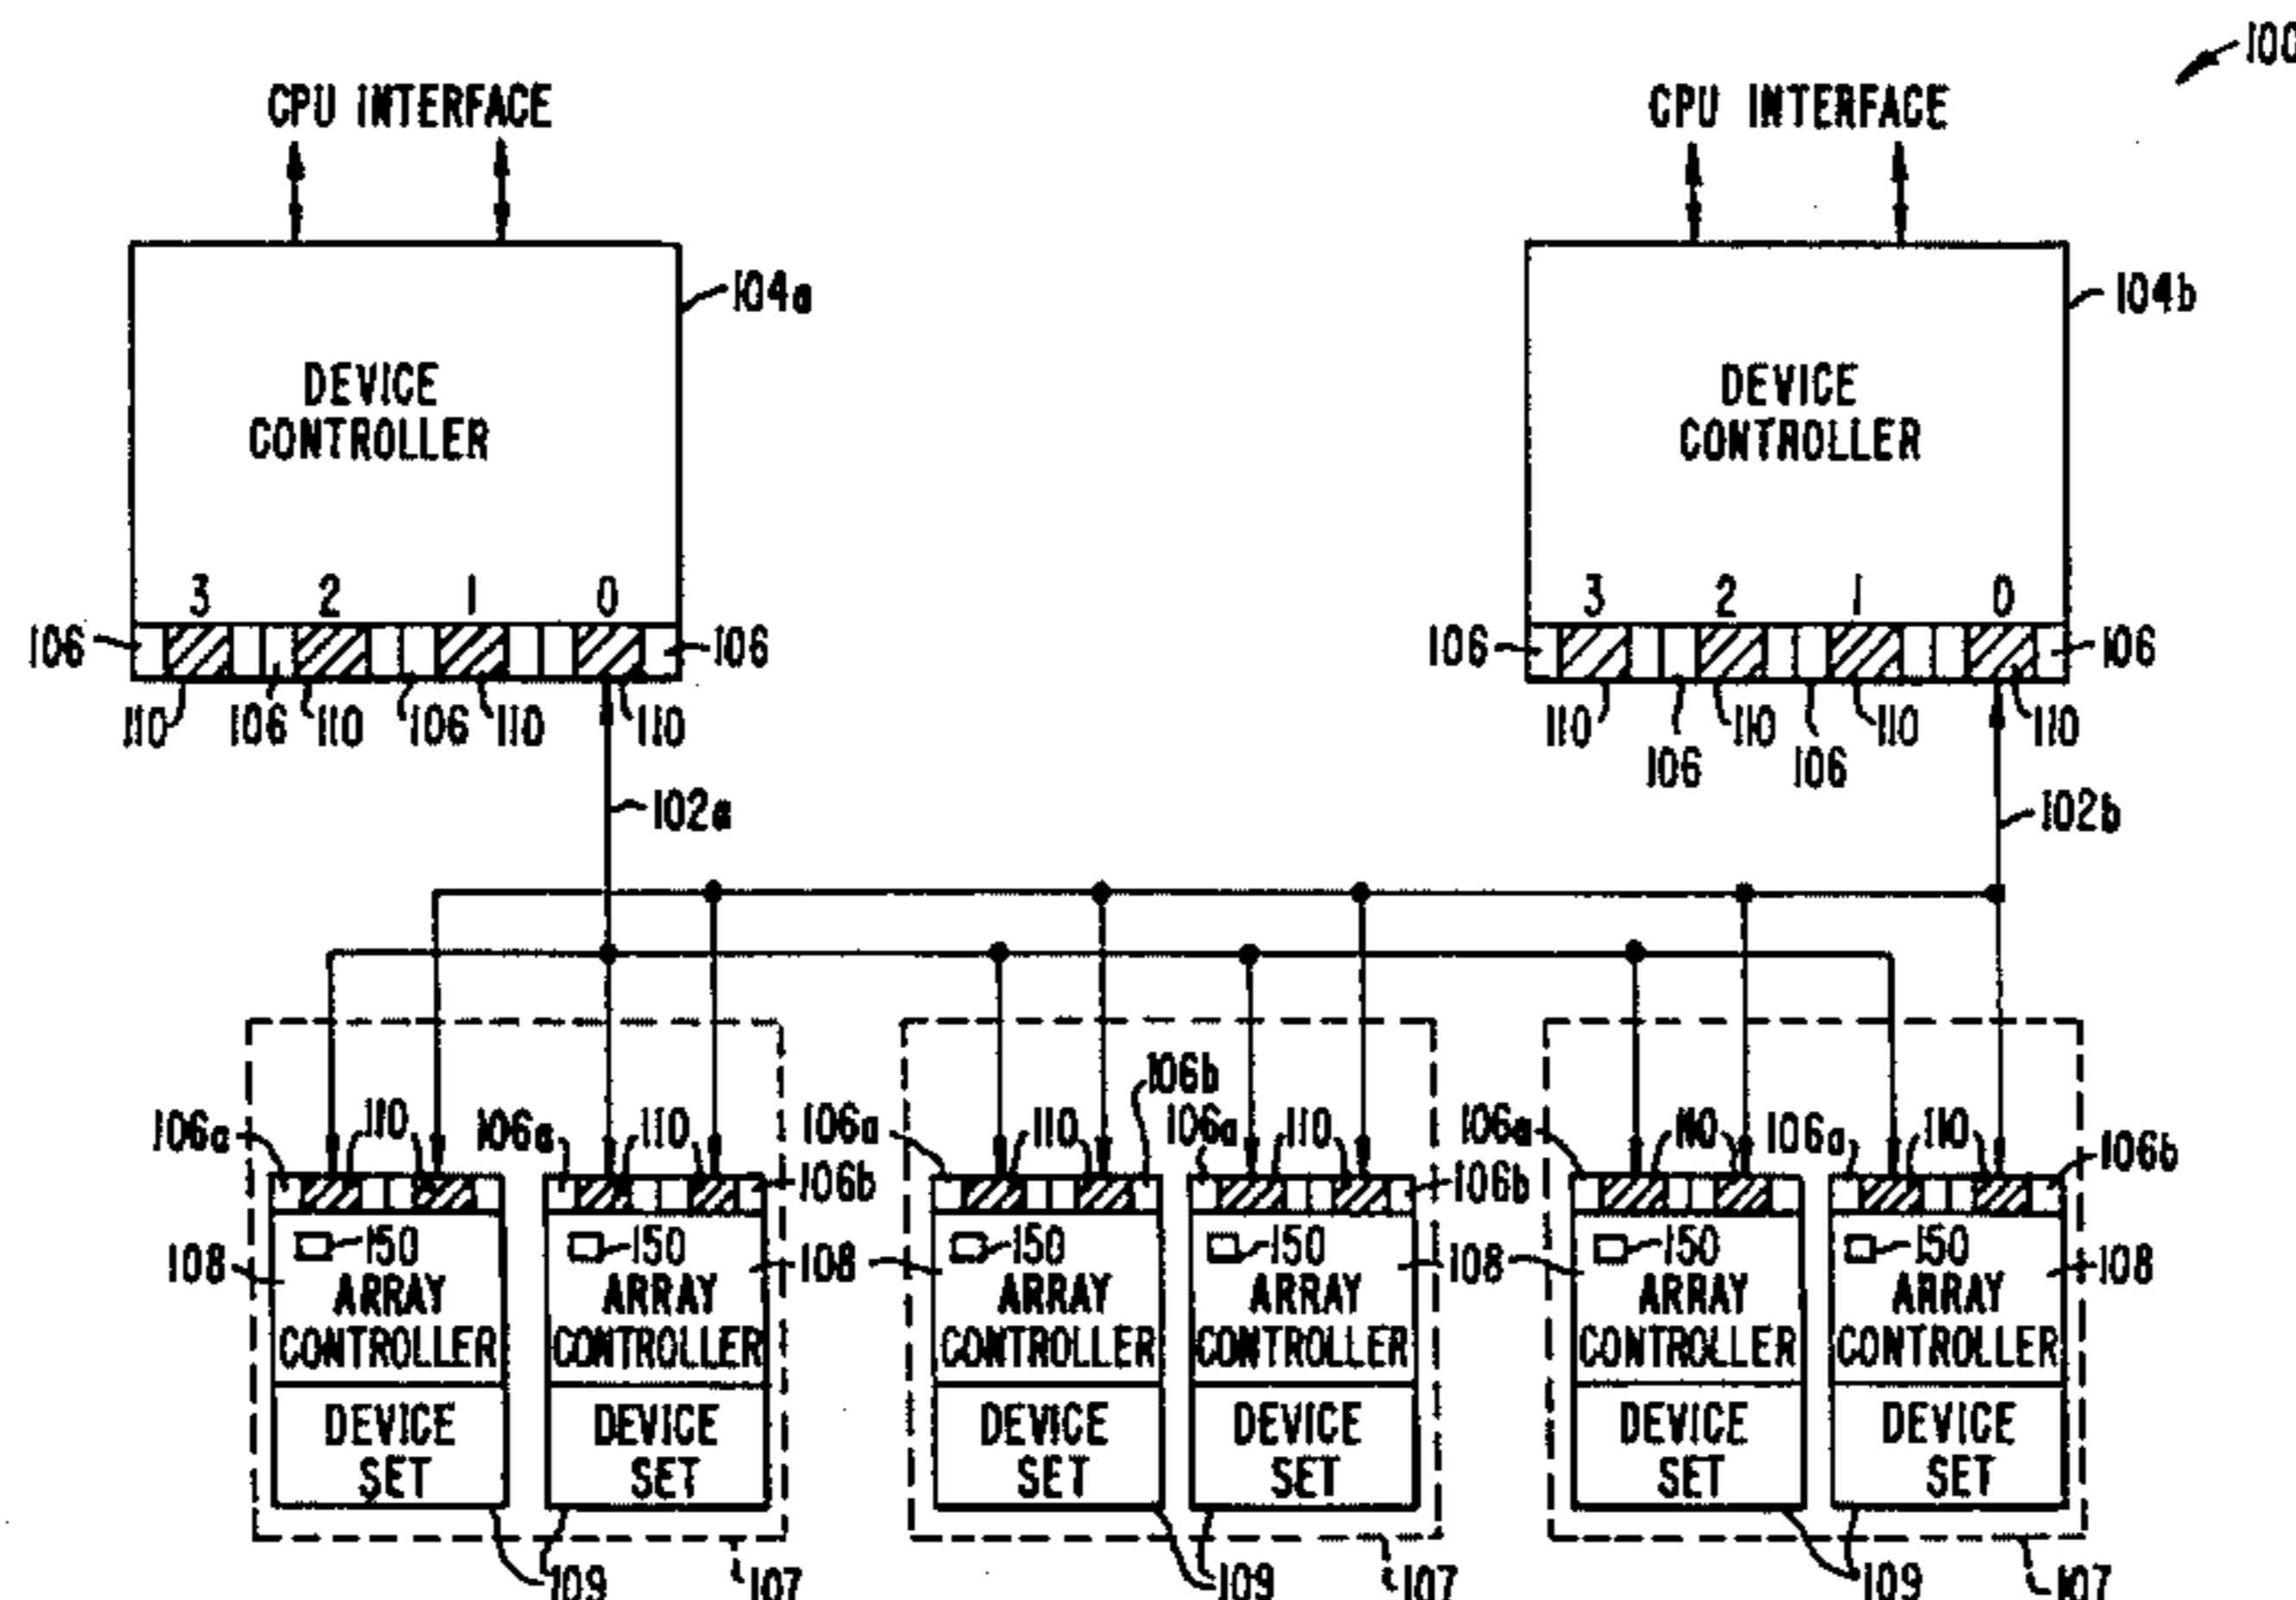 100
CPU INTERFACE CPU INTERFACE
104a 104b
DEVICE CONTROLLER DEVICE CONTROLLER
3 2 1 0 3 2 1 0
106 106 106 106
110 106 110 106 110 110 110 106 110 106 110 110
102a 102b
106a 110 106a 110 106b 106a 110 106b 106a 110 106b 106a 110 106a 110 106b
108 150 150 108 150 150 108 150 150 108
ARRAY CONTROLLER ARRAY CONTROLLER ARRAY CONTROLLER ARRAY CONTROLLER ARRAY CONTROLLER ARRAY CONTROLLER
DEVICE SET DEVICE SET DEVICE SET DEVICE SET DEVICE SET DEVICE SET
109 107 109 107 109 107